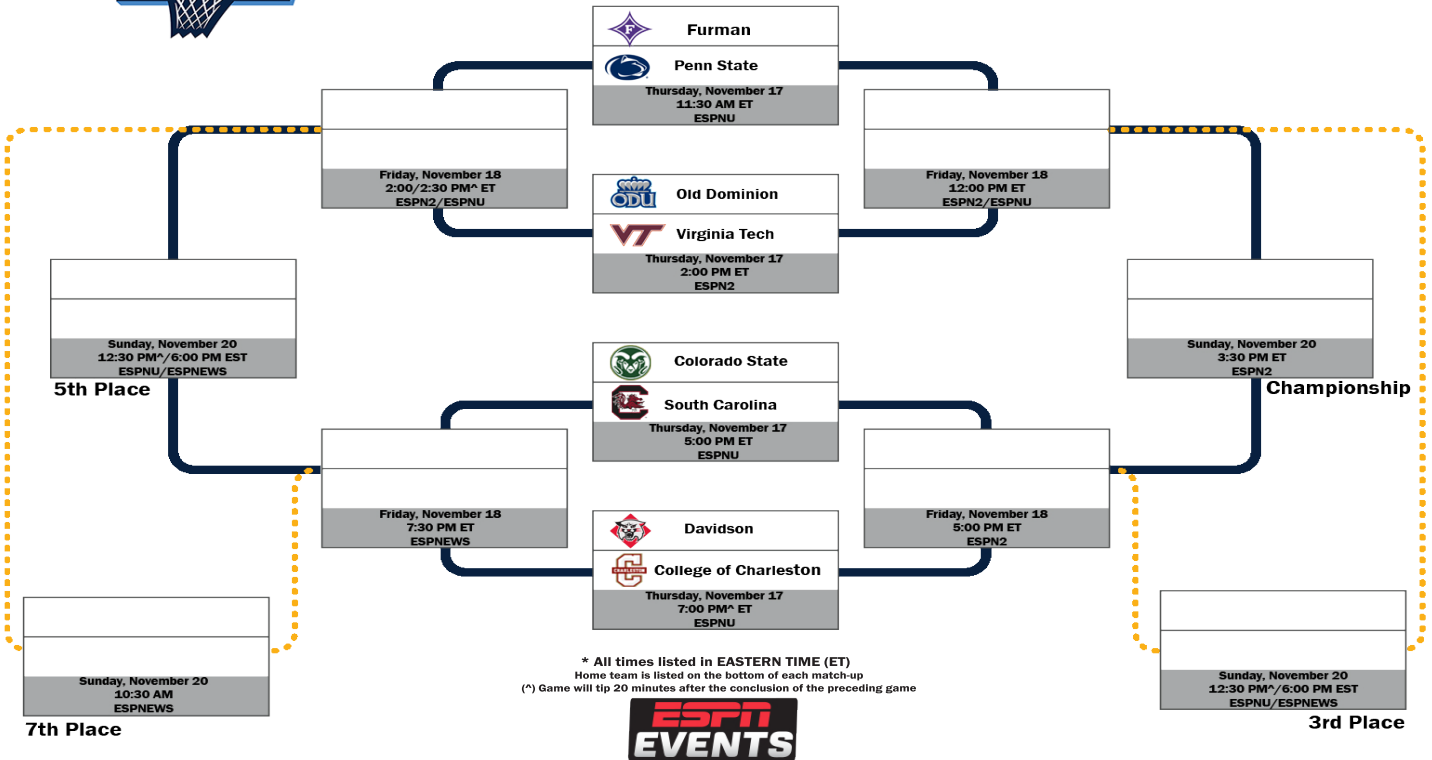 Furman
Penn State
Thursday, November 17
11:30 AM ET
ESPNU
Friday, November 18
2:00/2:30 PM^ ET
ESPN2/ESPNU
Friday, November 18
12:00 PM ET
ESPN2/ESPNU
ODU
Old Dominion
VT
Virginia Tech
Thursday, November 17
2:00 PM ET
ESPN2
Sunday, November 20
12:30 PM^/6:00 PM EST
ESPNU/ESPNEWS
5th Place
Sunday, November 20
3:30 PM ET
ESPN2
Championship
Colorado State
C
South Carolina
Thursday, November 17
5:00 PM ET
ESPNU
Friday, November 18
7:30 PM ET
ESPNEWS
Friday, November 18
5:00 PM ET
ESPN2
Davidson
C
CHARLESTON
College of Charleston
Thursday, November 17
7:00 PM^ ET
ESPNU
Sunday, November 20
10:30 AM
ESPNEWS
7th Place
Sunday, November 20
12:30 PM^/6:00 PM EST
ESPNU/ESPNEWS
3rd Place
* All times listed in EASTERN TIME (ET)
Home team is listed on the bottom of each match-up
(^) Game will tip 20 minutes after the conclusion of the preceding game
ESPN
EVENTS